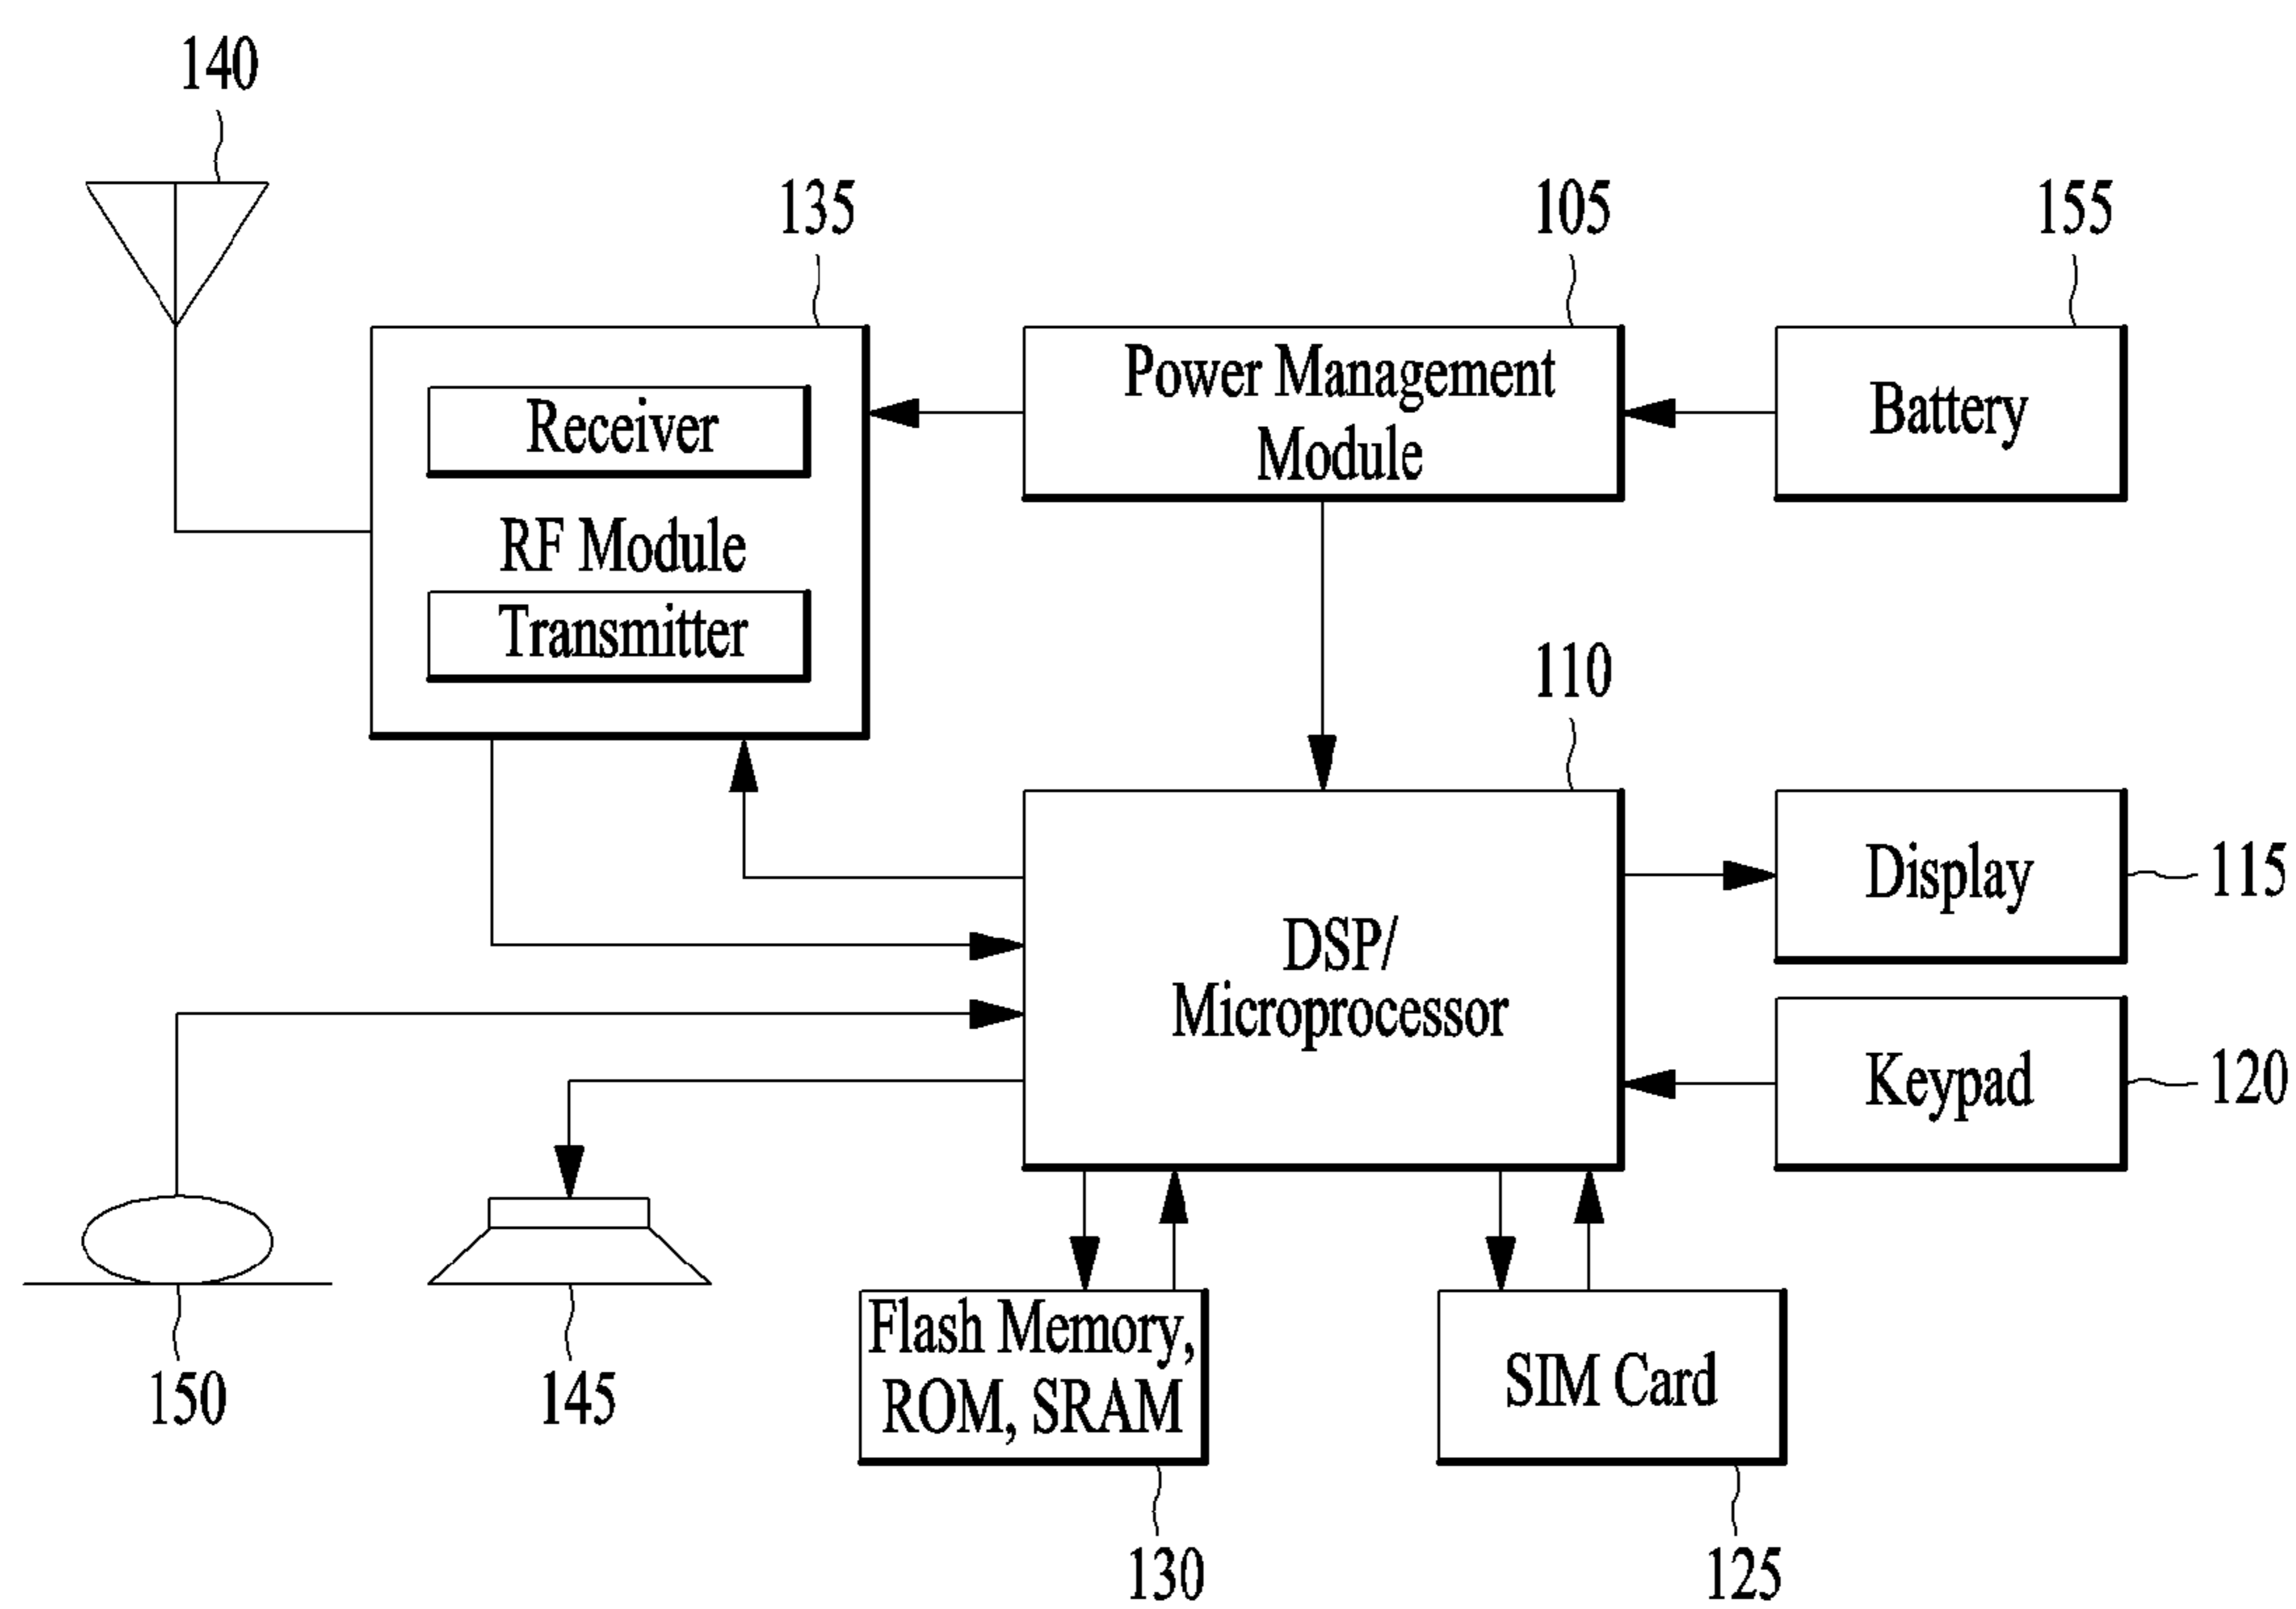 140
135
105
155
Receiver
RF Module
Transmitter
Power Management
Module
Battery
110
DSP/
Microprocessor
Display
115
Keypad
120
150
145
Flash Memory,
ROM, SRAM
SIM Card
130
125